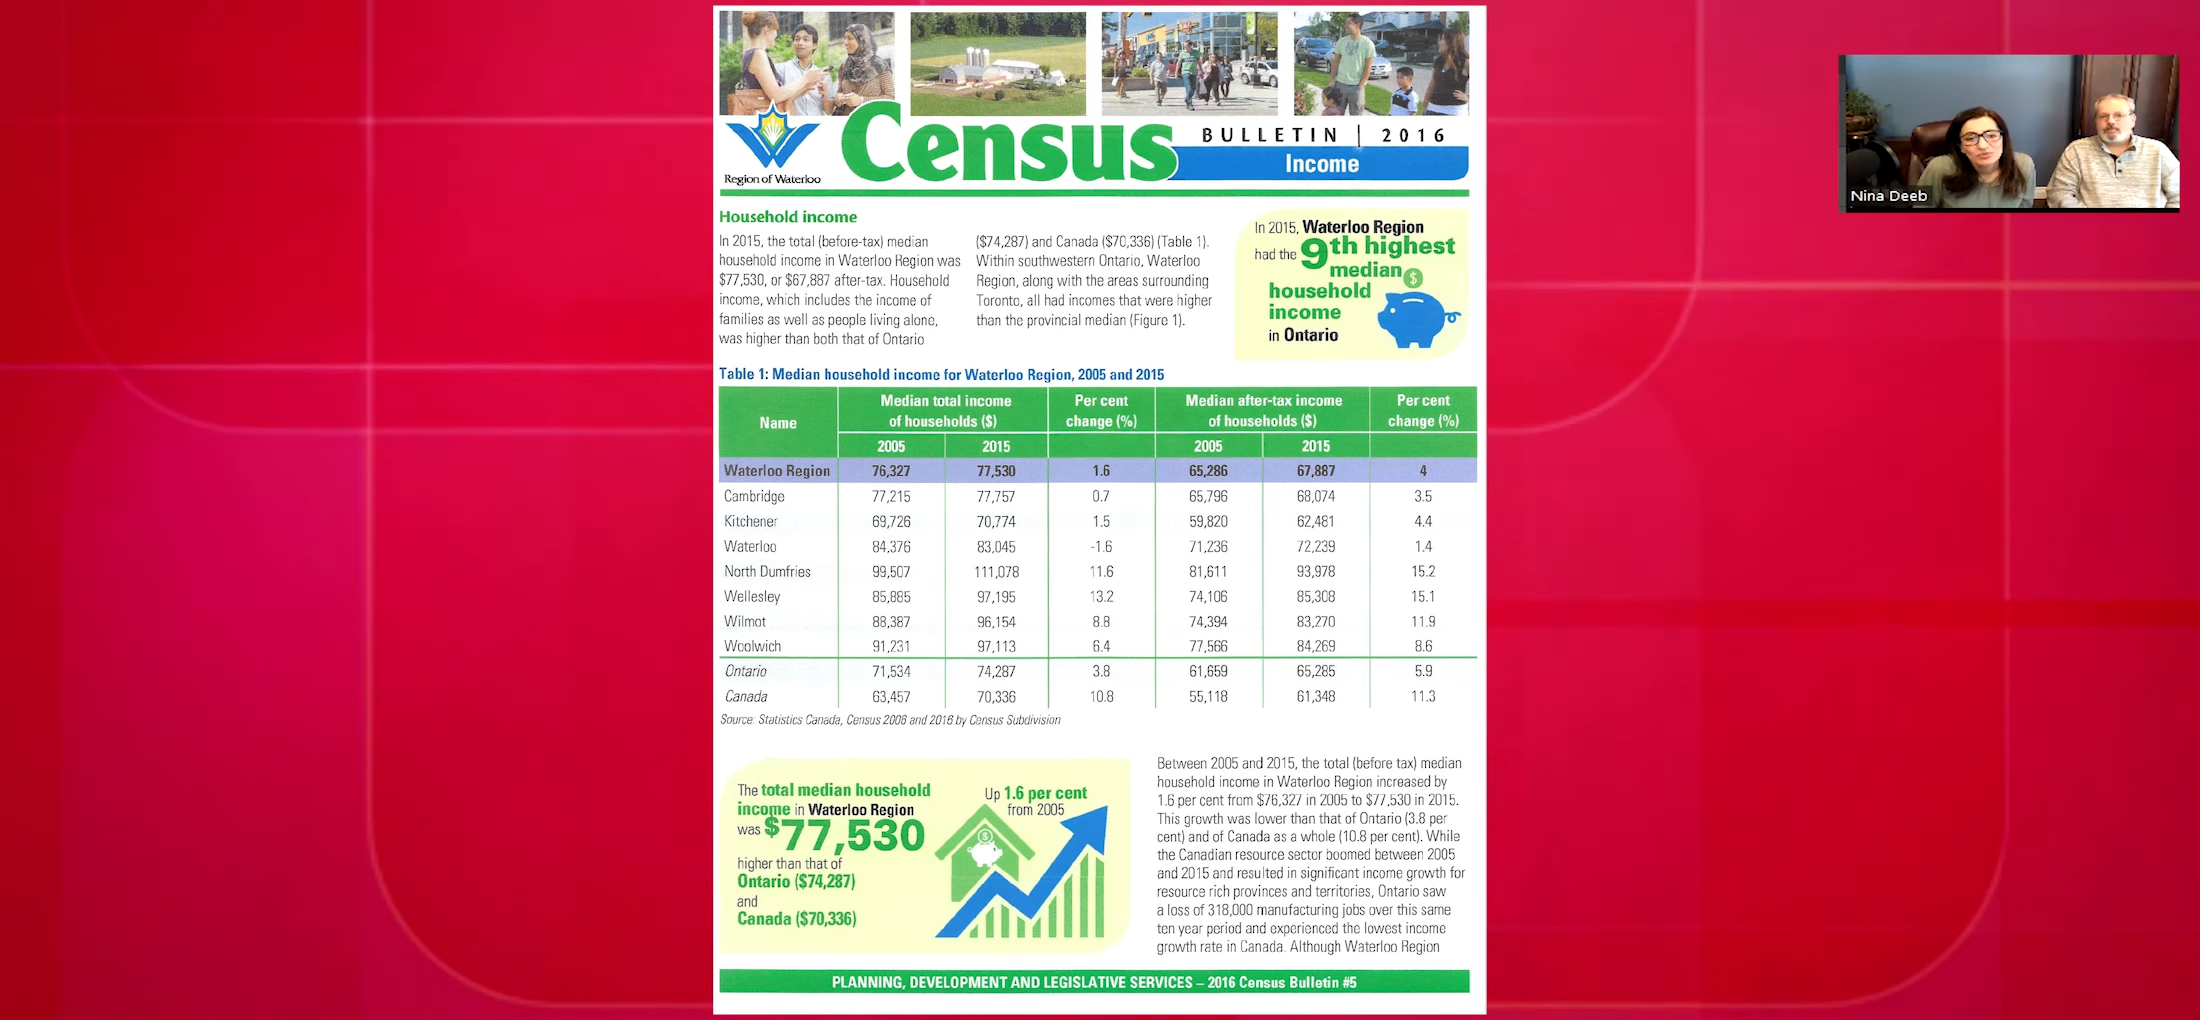 Region of Waterloo
Census
BULLETIN | 2016
Income
Nina Deeb
Household income
In 2015, the total (before-tax) median
household income in Waterloo Region was
$77,530, or $67,887 after-tax. Household
income, which includes the income of
families as well as people living alone,
was higher than both that of Ontario
($74,287) and Canada ($70,336) (Table 1).
Within southwestern Ontario, Waterloo
Region, along with the areas surrounding
Toronto, all had incomes that were higher
than the provincial median (Figure 1).
In 2015, Waterloo Region
had the 9th highest
median
household
income
in Ontario
Table 1: Median household income for Waterloo Region, 2005 and 2015
Name
Median total income
of households ($)
Per cent
change (%)
Median after-tax income
of households ($)
Per cent
change (%)
2005 2015 2005 2015
Waterloo Region 76,327 77,530 1.6 65,286 67,887 4
Cambridge 77,215 77,757 0.7 65,796 68,074 3.5
Kitchener 69,726 70,774 1.5 59,820 62,481 4.4
Waterloo 84,376 83,045 -1.6 71,236 72,239 1.4
North Dumfries 99,507 111,078 11.6 81,611 93,978 15.2
Wellesley 85,885 97,195 13.2 74,106 85,308 15.1
Wilmot 88,387 96,154 8.8 74,394 83,270 11.9
Woolwich 91,231 97,113 6.4 77,566 84,269 8.6
Ontario 71,534 74,287 3.8 61,659 65,285 5.9
Canada 63,457 70,336 10.8 55,118 61,348 11.3
Source: Statistics Canada, Census 2006 and 2016 by Census Subdivision
The total median household
income in Waterloo Region
was $77,530
higher than that of
Ontario ($74,287)
and
Canada ($70,336)
Up 1.6 per cent
from 2005
Between 2005 and 2015, the total (before tax) median
household income in Waterloo Region increased by
1.6 per cent from $76,327 in 2005 to $77,530 in 2015.
This growth was lower than that of Ontario (3.8 per
cent) and of Canada as a whole (10.8 per cent). While
the Canadian resource sector boomed between 2005
and 2015 and resulted in significant income growth for
resource rich provinces and territories, Ontario saw
a loss of 318,000 manufacturing jobs over this same
ten year period and experienced the lowest income
growth rate in Canada. Although Waterloo Region
PLANNING, DEVELOPMENT AND LEGISLATIVE SERVICES – 2016 Census Bulletin #5